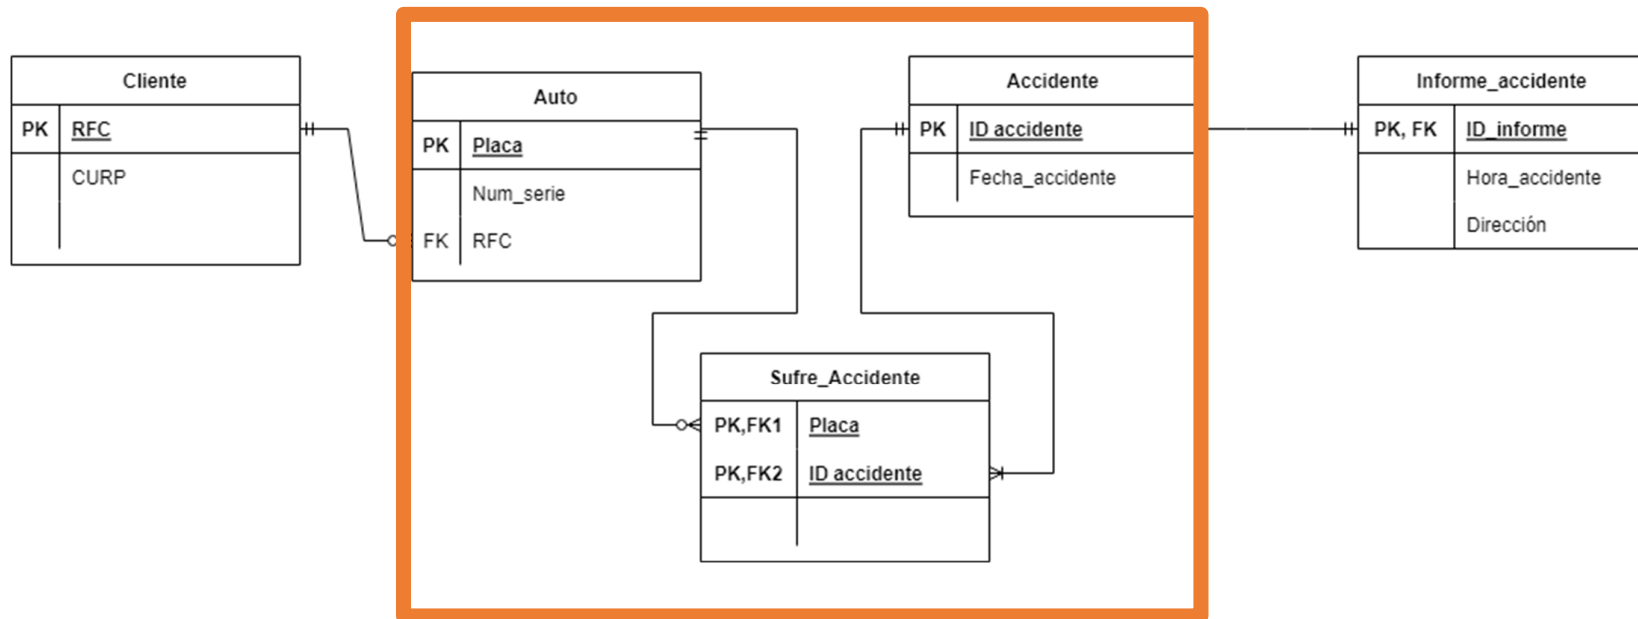 Cliente
PK RFC
CURP
Auto
PK Placa
Num_serie
FK RFC
Accidente
PK ID accidente
Fecha_accidente
Informe_accidente
PK, FK ID_informe
Hora_accidente
Dirección
Sufre_Accidente
PK,FK1 Placa
PK,FK2 ID accidente